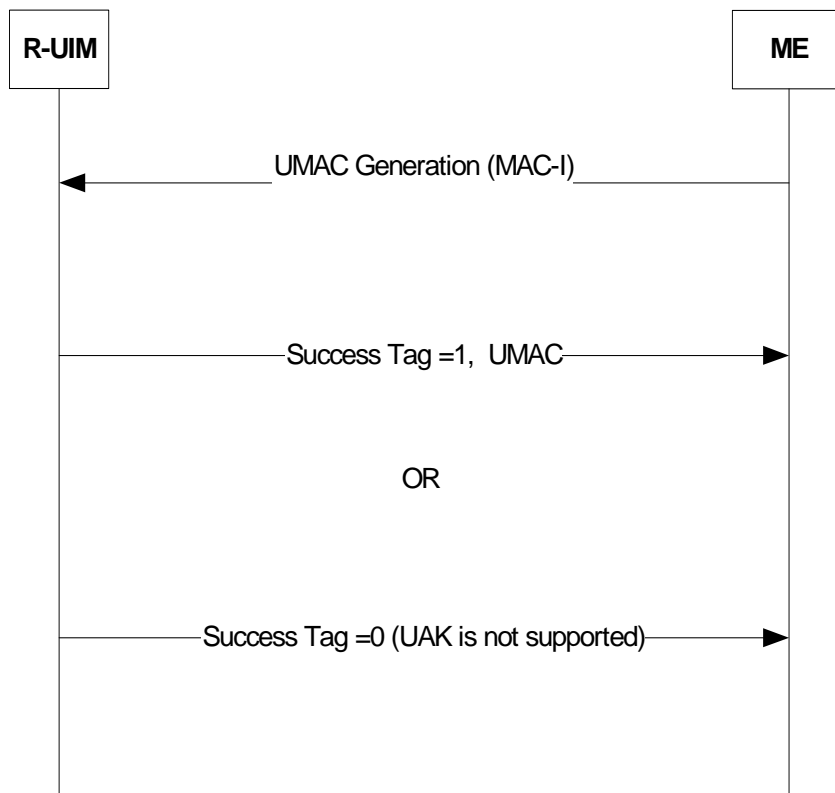 R-UIM
ME
UMAC Generation (MAC-I)
Success Tag =1, UMAC
OR
Success Tag =0 (UAK is not supported)